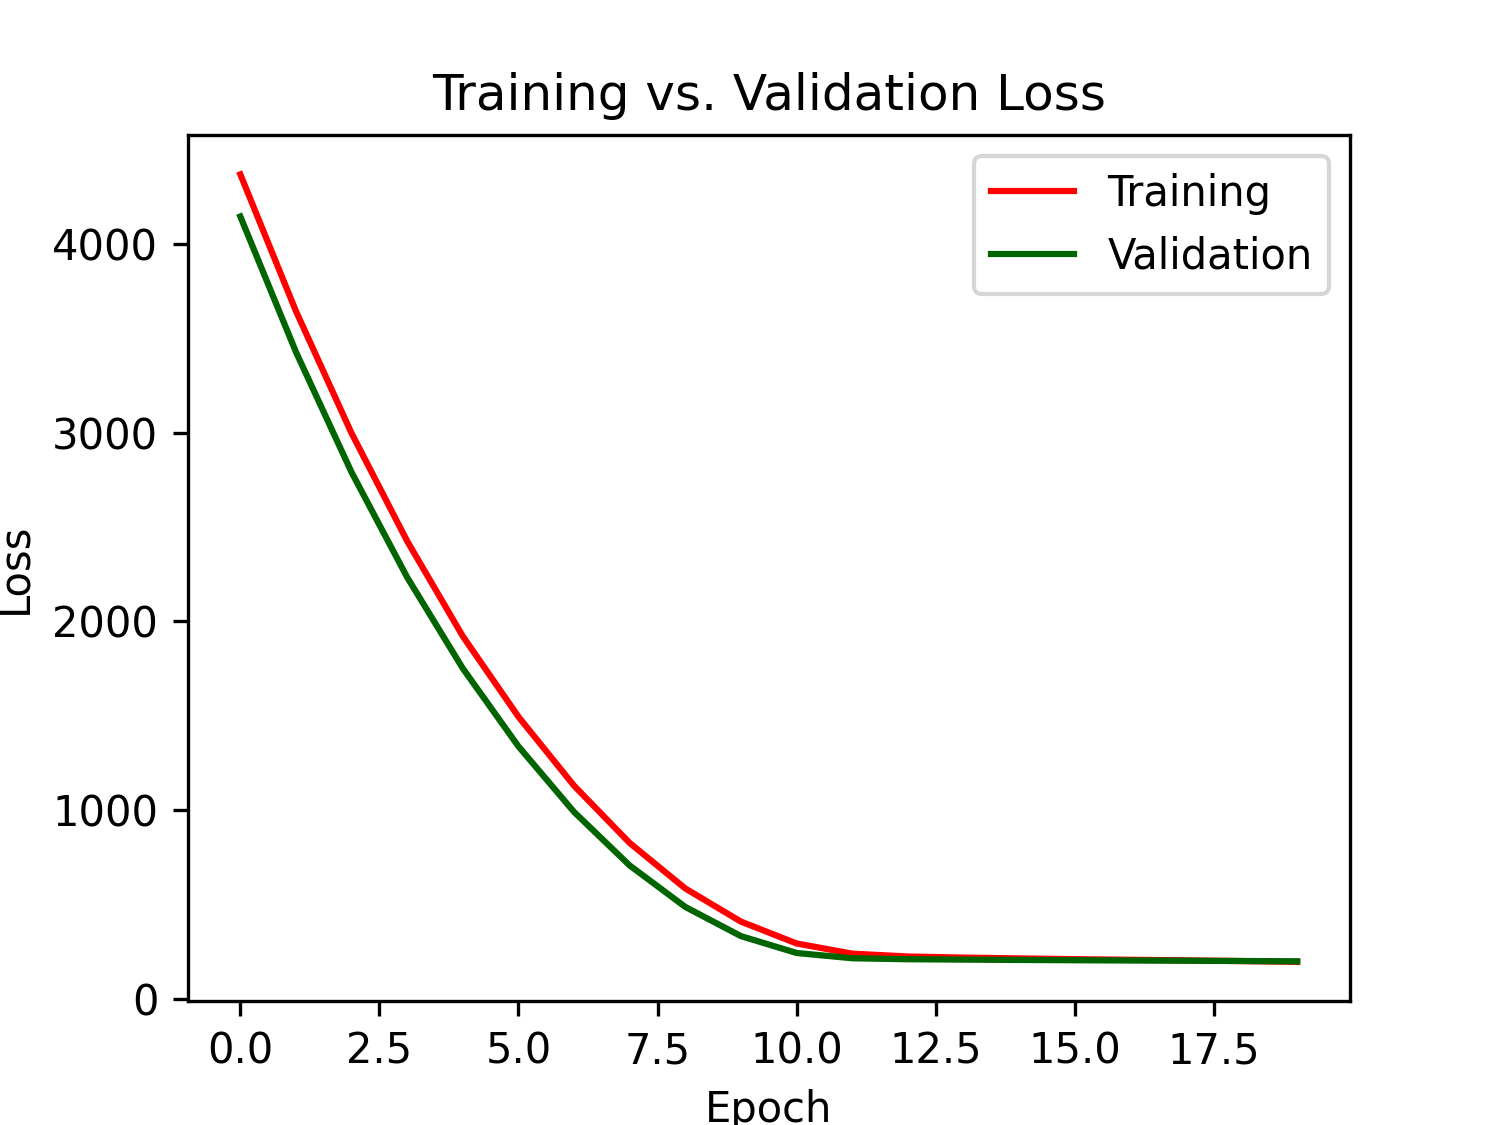 Training vs. Validation Loss
Training
Validation
4000
3000
2000
1000
0
Loss
0.0 2.5 5.0 7.5 10.0 12.5 15.0 17.5
Epoch